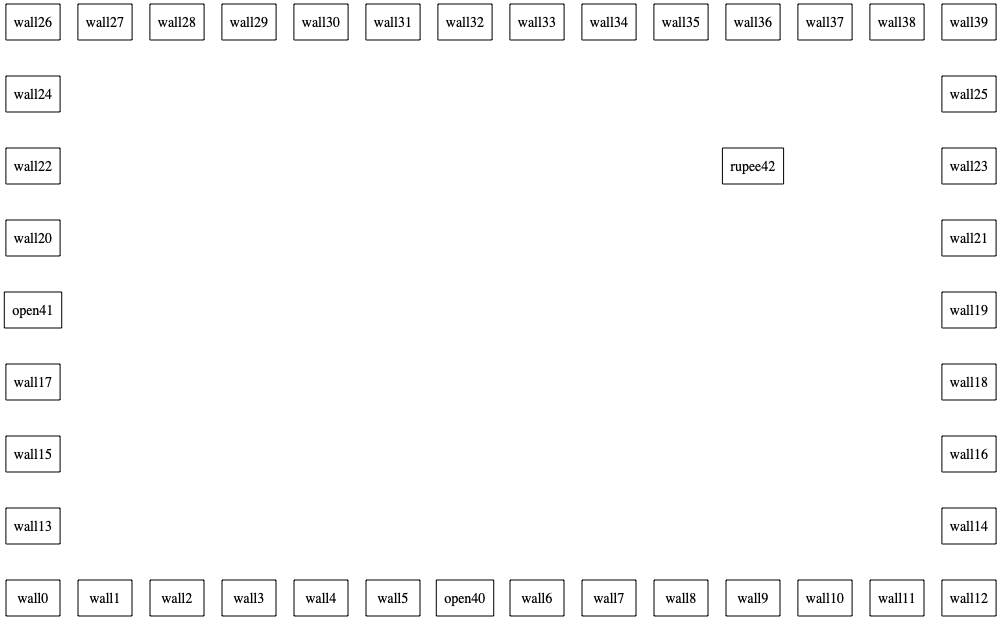 wall26 wall27 wall28 wall29 wall30 wall31 wall32 wall33 wall34 wall35 wall36 wall37 wall38 wall39
wall24 wall25
wall22 rupee42 wall23
wall20 wall21
open41 wall19
wall17 wall18
wall15 wall16
wall13 wall14
wall0 wall1 wall2 wall3 wall4 wall5 open40 wall6 wall7 wall8 wall9 wall10 wall11 wall12